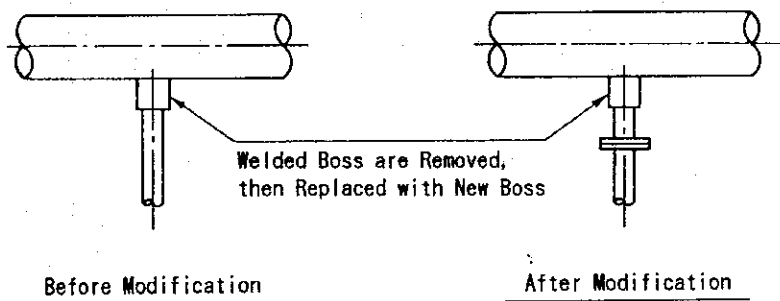 Welded Boss are Removed,
then Replaced with New Boss
Before Modification
After Modification